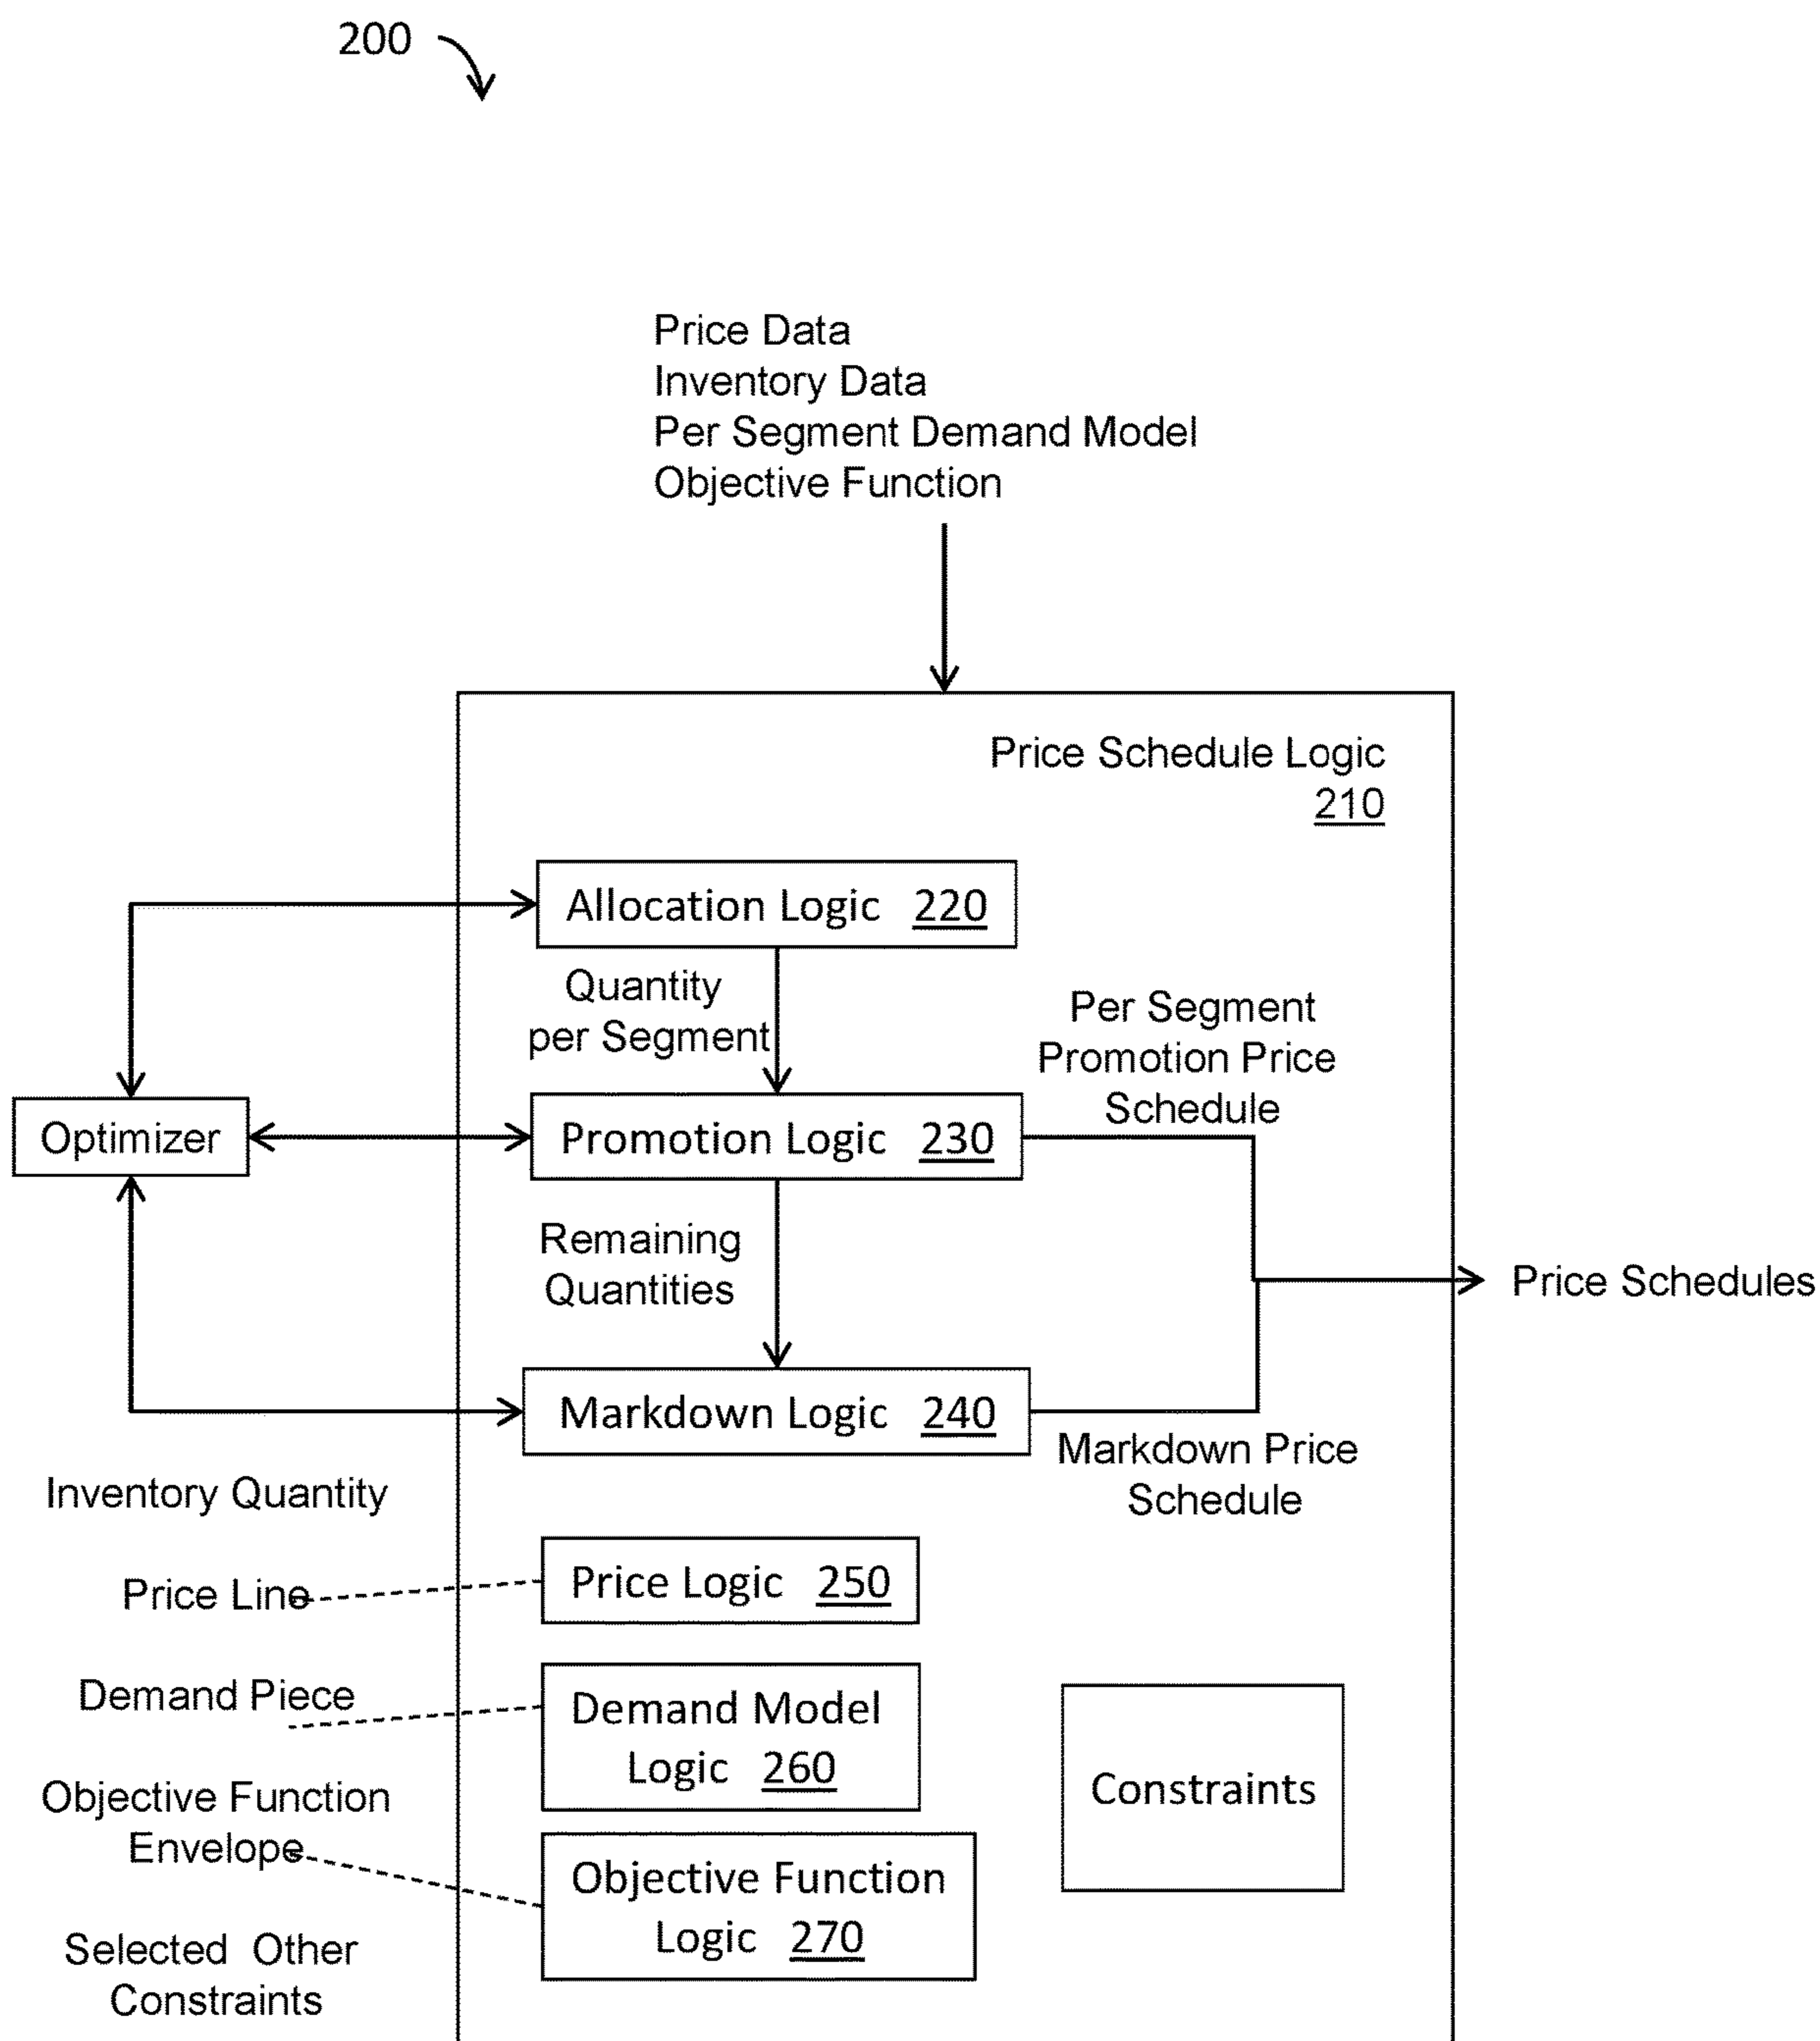 200
Price Data
Inventory Data
Per Segment Demand Model
Objective Function
Price Schedule Logic
210
Allocation Logic 220
Quantity
per Segment
Per Segment
Promotion Price
Schedule
Optimizer
Promotion Logic 230
Remaining
Quantities
Price Schedules
Markdown Logic 240
Markdown Price
Schedule
Inventory Quantity
Price Line
Price Logic 250
Demand Piece
Demand Model
Logic 260
Constraints
Objective Function
Envelope
Objective Function
Logic 270
Selected Other
Constraints